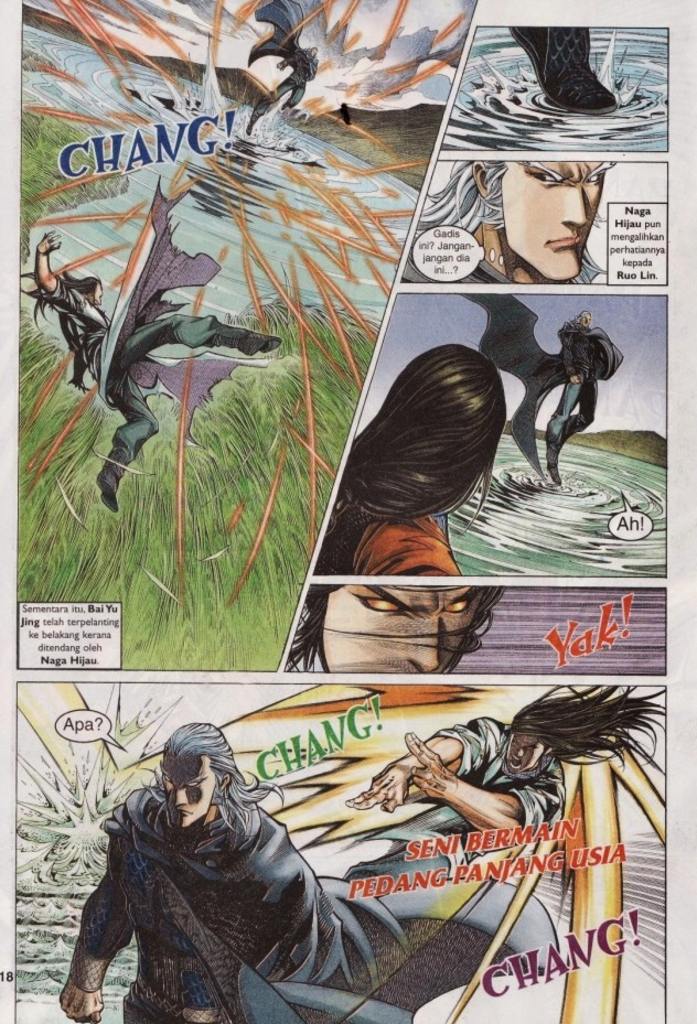 CHANG!
Sementara itu, Bai Yu
Jing telah terpelanting
ke belakang kerana
ditendang oleh
Naga Hijau.
Gadis
ini? Jangan-
jangan dia
ini...?
Naga
Hijau pun
mengalihkan
perhatiannya
kepada
Ruo Lin.
Ah!
Yak!
Apa?
CHANG!
SENI BERMAIN
PEDANG PANJANG USIA
CHANG!
18